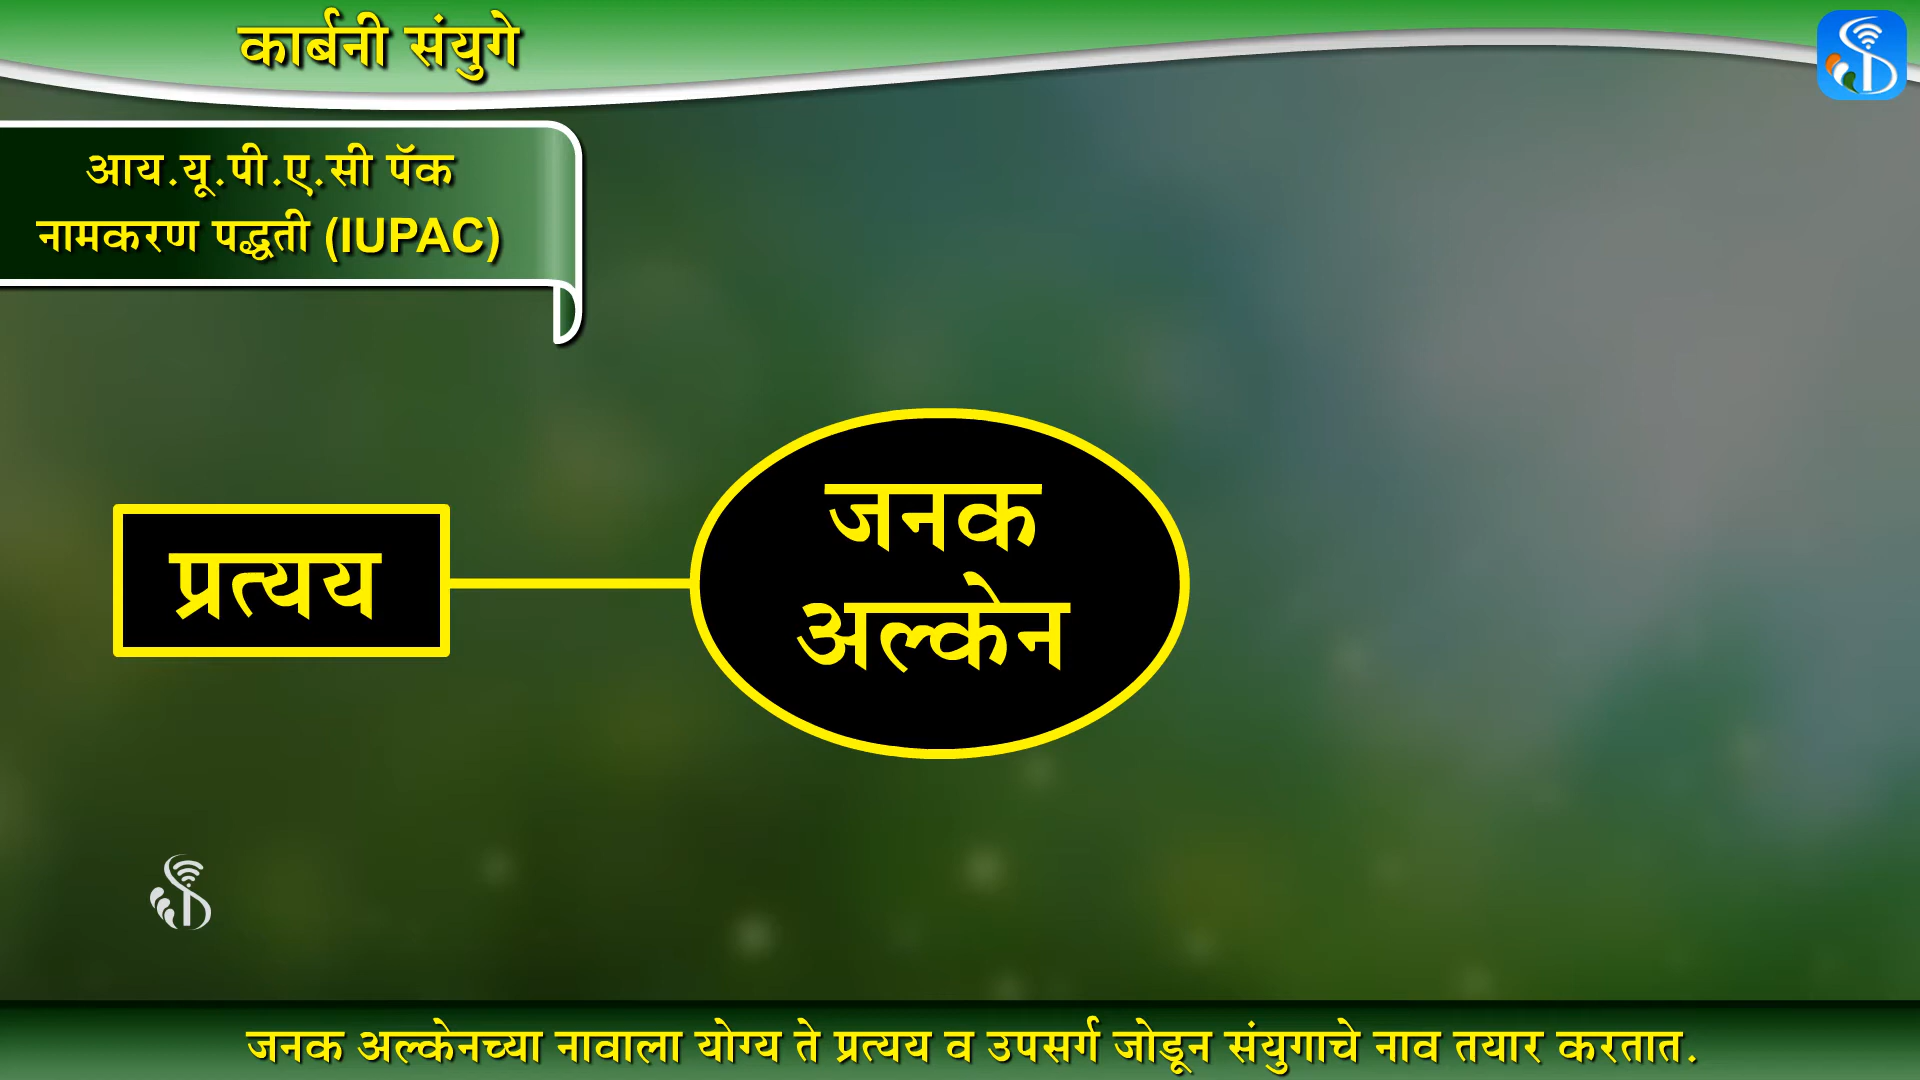 कार्बनी संयुगे
आय.यू.पी.ए.सी पॅक
नामकरण पद्धती (IUPAC)
प्रत्यय
जनक
अल्केन
जनक अल्केनच्या नावाला योग्य ते प्रत्यय व उपसर्ग जोडून संयुगाचे नाव तयार करतात.